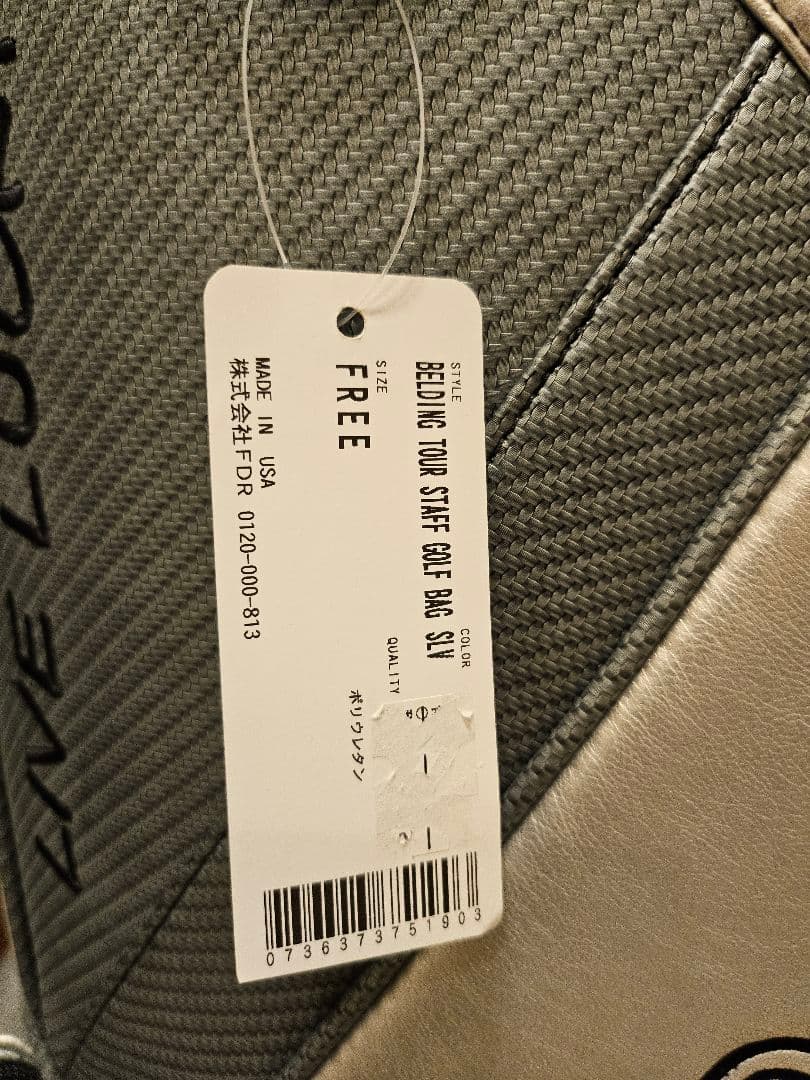 STYLE
BELDING TOUR STAFF GOLF BAG SLV
COLOR
SIZE
FREE
QUALITY
ポリウレタン
MADE IN USA
株式会社FDR 0120-000-813
0736373751903